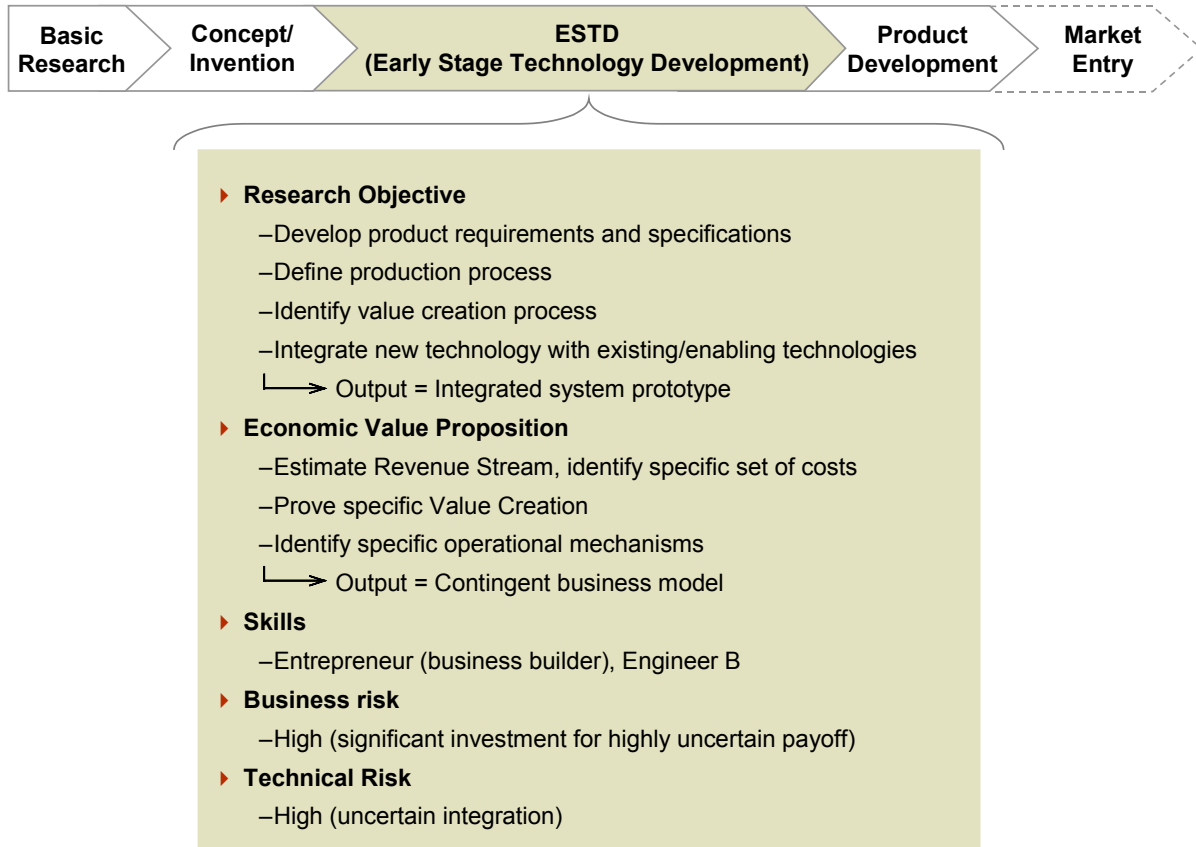 Basic
Research
Concept/
Invention
ESTD
(Early Stage Technology Development)
Product
Development
Market
Entry
Research Objective
–Develop product requirements and specifications
–Define production process
–Identify value creation process
–Integrate new technology with existing/enabling technologies
Output = Integrated system prototype
Economic Value Proposition
–Estimate Revenue Stream, identify specific set of costs
–Prove specific Value Creation
–Identify specific operational mechanisms
Output = Contingent business model
Skills
–Entrepreneur (business builder), Engineer B
Business risk
–High (significant investment for highly uncertain payoff)
Technical Risk
–High (uncertain integration)